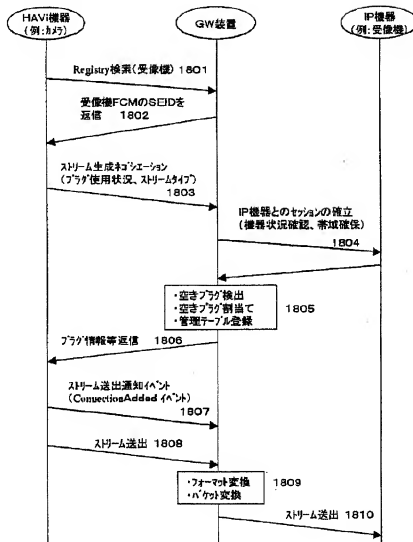 HAVi機器
(例:カメラ)
GW装置
IP機器
(例:受像機)
Registry検索(受像機) 1801
受像機FCMのSEIDを
返信 1802
ストリーム生成ネゴシエーション
(プラグ使用状況、ストリームタイプ)
1803
IP機器とのセッションの確立
(機器状況確認、帯域確保)
1804
・空きプラグ検出
・空きプラグ割当て
・管理テーブル登録
1805
プラグ情報等返信 1806
ストリーム送出通知イベント
(ConnectionAdded イベント)
1807
ストリーム送出 1808
・フォーマット変換
・パケット変換
1809
ストリーム送出 1810